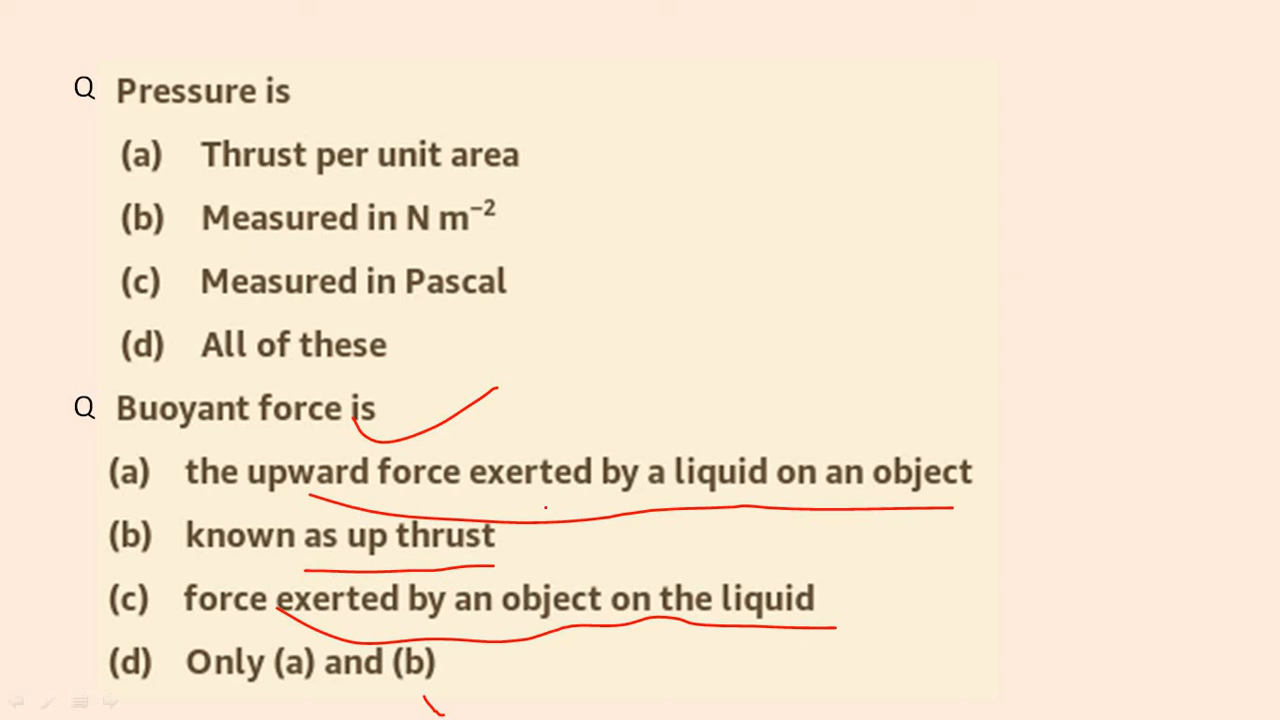 Q Pressure is
(a) Thrust per unit area
(b) Measured in N m⁻²
(c) Measured in Pascal
(d) All of these
Q Buoyant force is
(a) the upward force exerted by a liquid on an object
(b) known as up thrust
(c) force exerted by an object on the liquid
(d) Only (a) and (b)